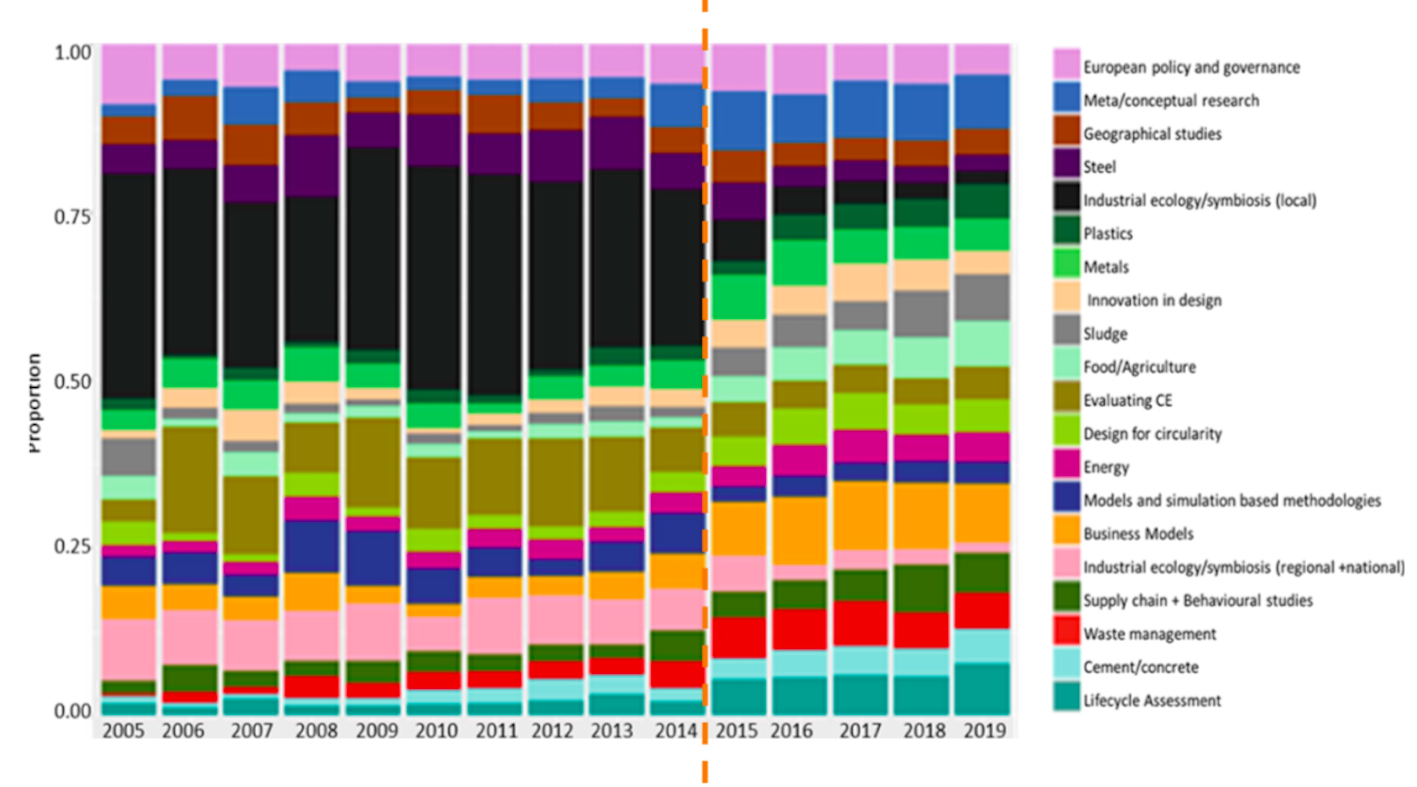 1.00
0.75
0.50
0.25
0.00
Proportion
2005 2006 2007 2008 2009 2010 2011 2012 2013 2014 2015 2016 2017 2018 2019
European policy and governance
Meta/conceptual research
Geographical studies
Steel
Industrial ecology/symbiosis (local)
Plastics
Metals
Innovation in design
Sludge
Food/Agriculture
Evaluating CE
Design for circularity
Energy
Models and simulation based methodologies
Business Models
Industrial ecology/symbiosis (regional +national)
Supply chain + Behavioural studies
Waste management
Cement/concrete
Lifecycle Assessment